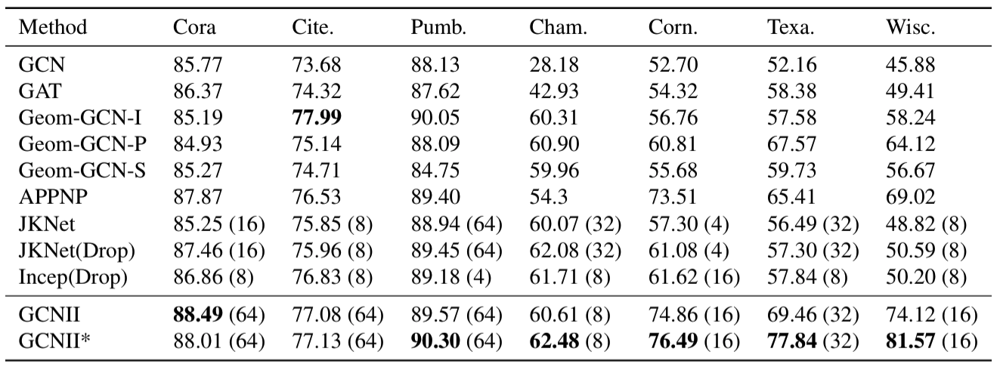 Method Cora Cite. Pumb. Cham. Corn. Texa. Wisc.
GCN 85.77 73.68 88.13 28.18 52.70 52.16 45.88
GAT 86.37 74.32 87.62 42.93 54.32 58.38 49.41
Geom-GCN-I 85.19 77.99 90.05 60.31 56.76 57.58 58.24
Geom-GCN-P 84.93 75.14 88.09 60.90 60.81 67.57 64.12
Geom-GCN-S 85.27 74.71 84.75 59.96 55.68 59.73 56.67
APPNP 87.87 76.53 89.40 54.3 73.51 65.41 69.02
JKNet 85.25 (16) 75.85 (8) 88.94 (64) 60.07 (32) 57.30 (4) 56.49 (32) 48.82 (8)
JKNet(Drop) 87.46 (16) 75.96 (8) 89.45 (64) 62.08 (32) 61.08 (4) 57.30 (32) 50.59 (8)
Incep(Drop) 86.86 (8) 76.83 (8) 89.18 (4) 61.71 (8) 61.62 (16) 57.84 (8) 50.20 (8)
GCNII 88.49 (64) 77.08 (64) 89.57 (64) 60.61 (8) 74.86 (16) 69.46 (32) 74.12 (16)
GCNII* 88.01 (64) 77.13 (64) 90.30 (64) 62.48 (8) 76.49 (16) 77.84 (32) 81.57 (16)